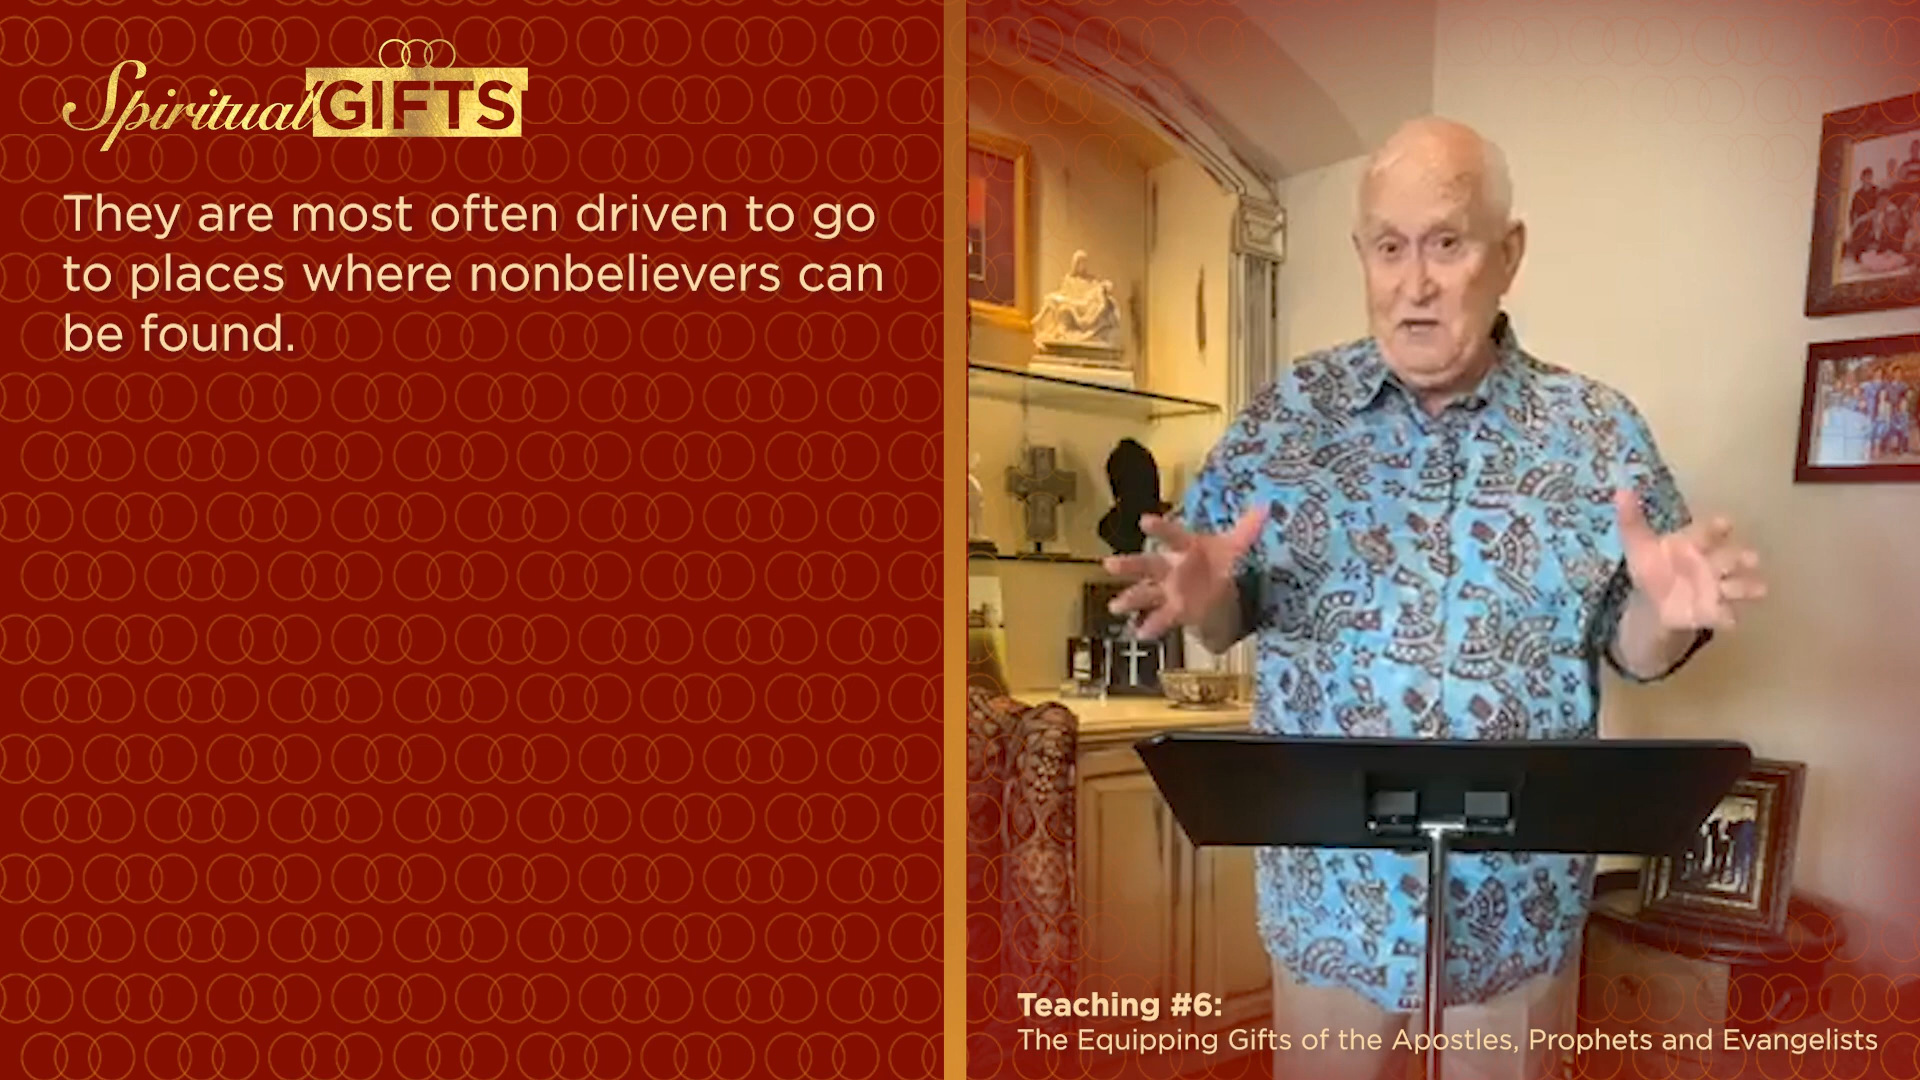 Spiritual GIFTS
They are most often driven to go
to places where nonbelievers can
be found.
Teaching #6:
The Equipping Gifts of the Apostles, Prophets and Evangelists